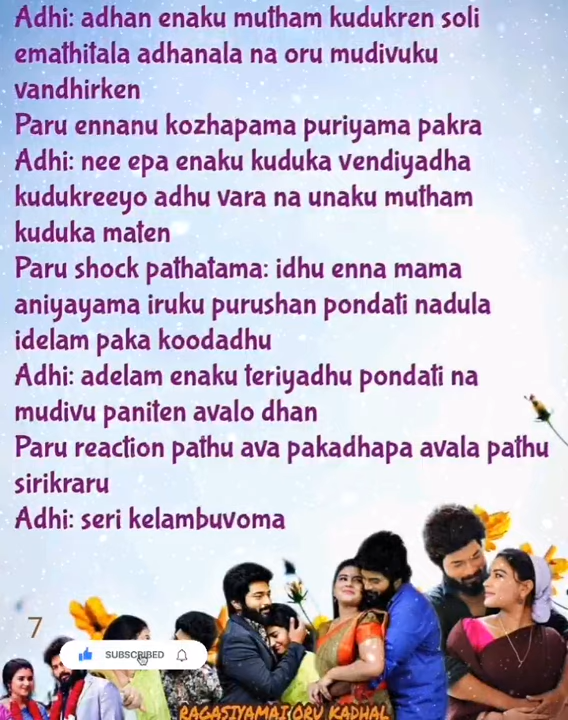 Adhi: adhan enaku mutham kudukren soli
emathitala adhanala na oru mudivuku
vandhirken
Paru ennanu kozhapama puriyama pakra
Adhi: nee epa enaku kuduka vendiyadha
kudukreeyo adhu vara na unaku mutham
kuduka maten
Paru shock pathatama: idhu enna mama
aniyayama iruku purushan pondati nadula
idelam paka koodadhu
Adhi: adelam enaku teriyadhu pondati na
mudivu paniten avalo dhan
Paru reaction pathu ava pakadhapa avala pathu
sirikraru
Adhi: seri kelambuvoma
7
SUBSCRIBED
RAGASIYAMAI ORU KADHAL